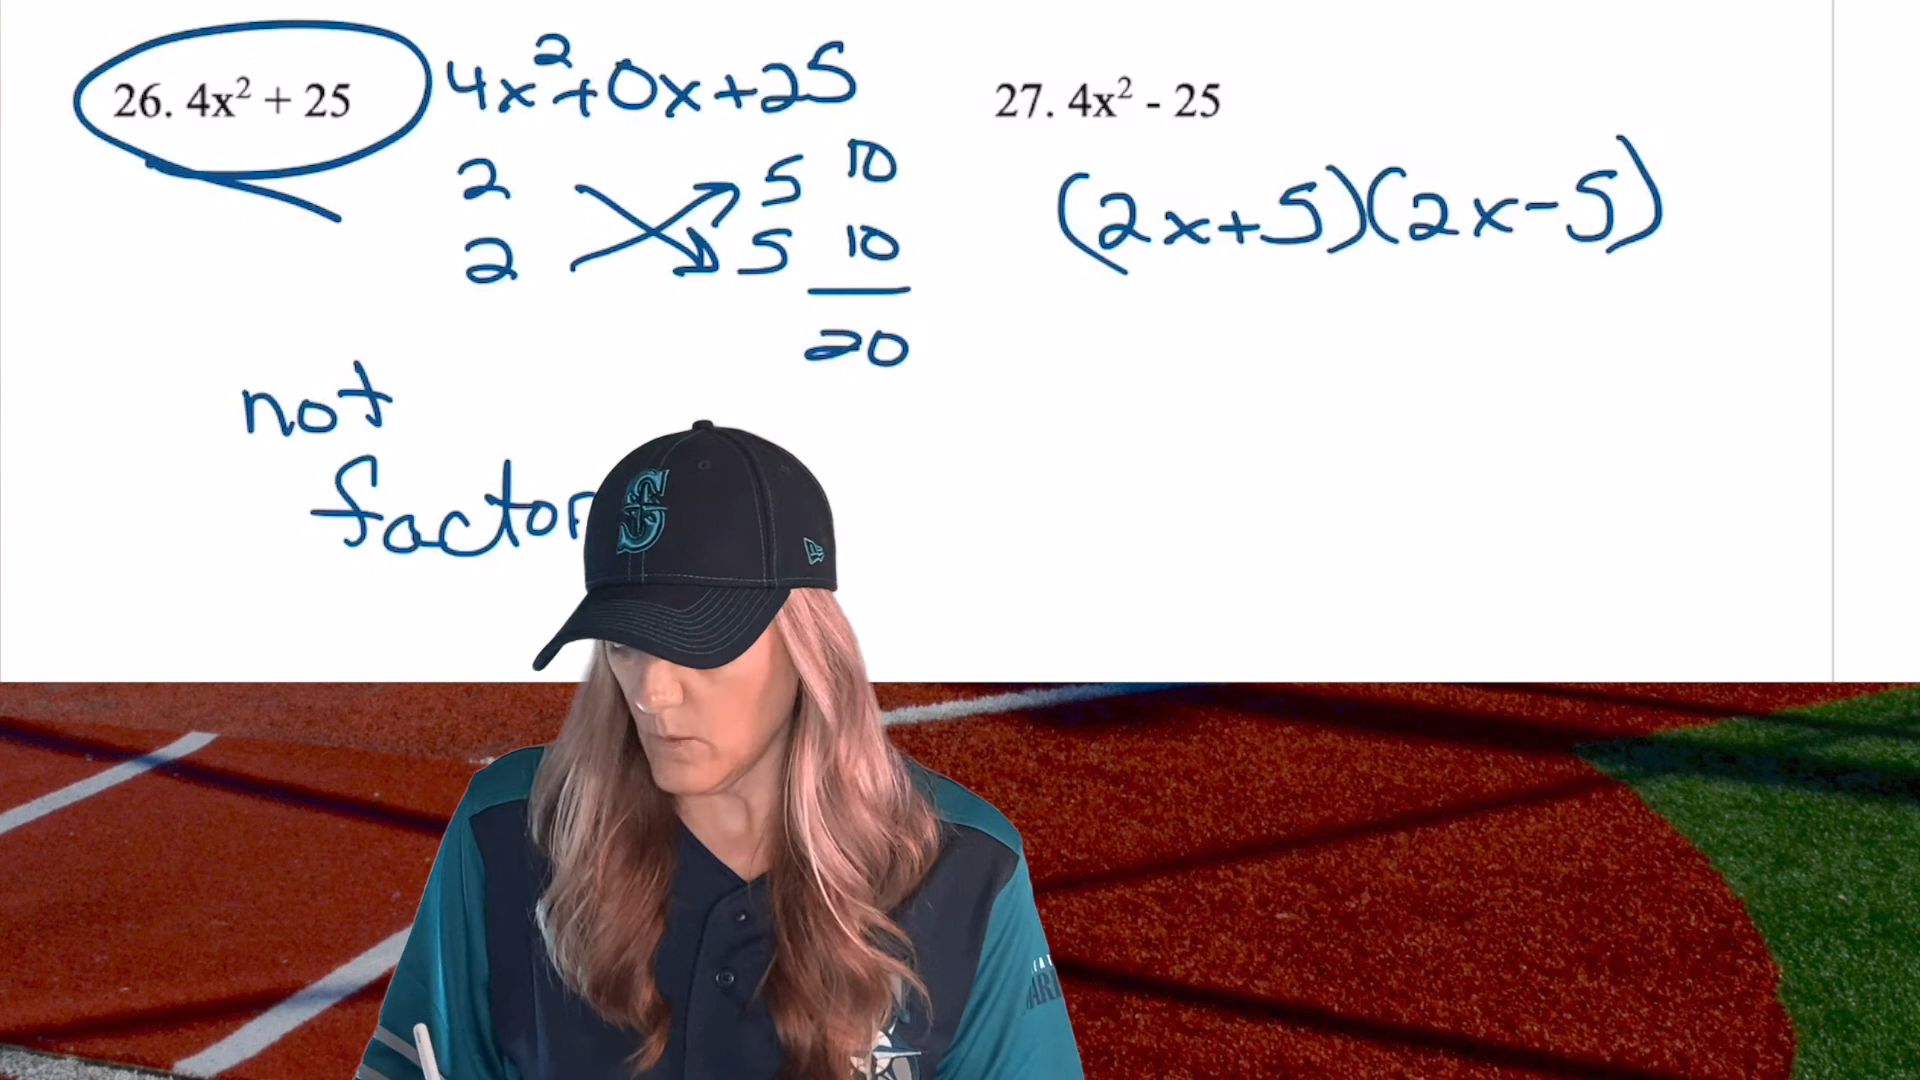 26. 4x² + 25
4x²+0x+25
2 5 10
2 5 10
20
not
27. 4x² - 25
(2x+5)(2x-5)
S